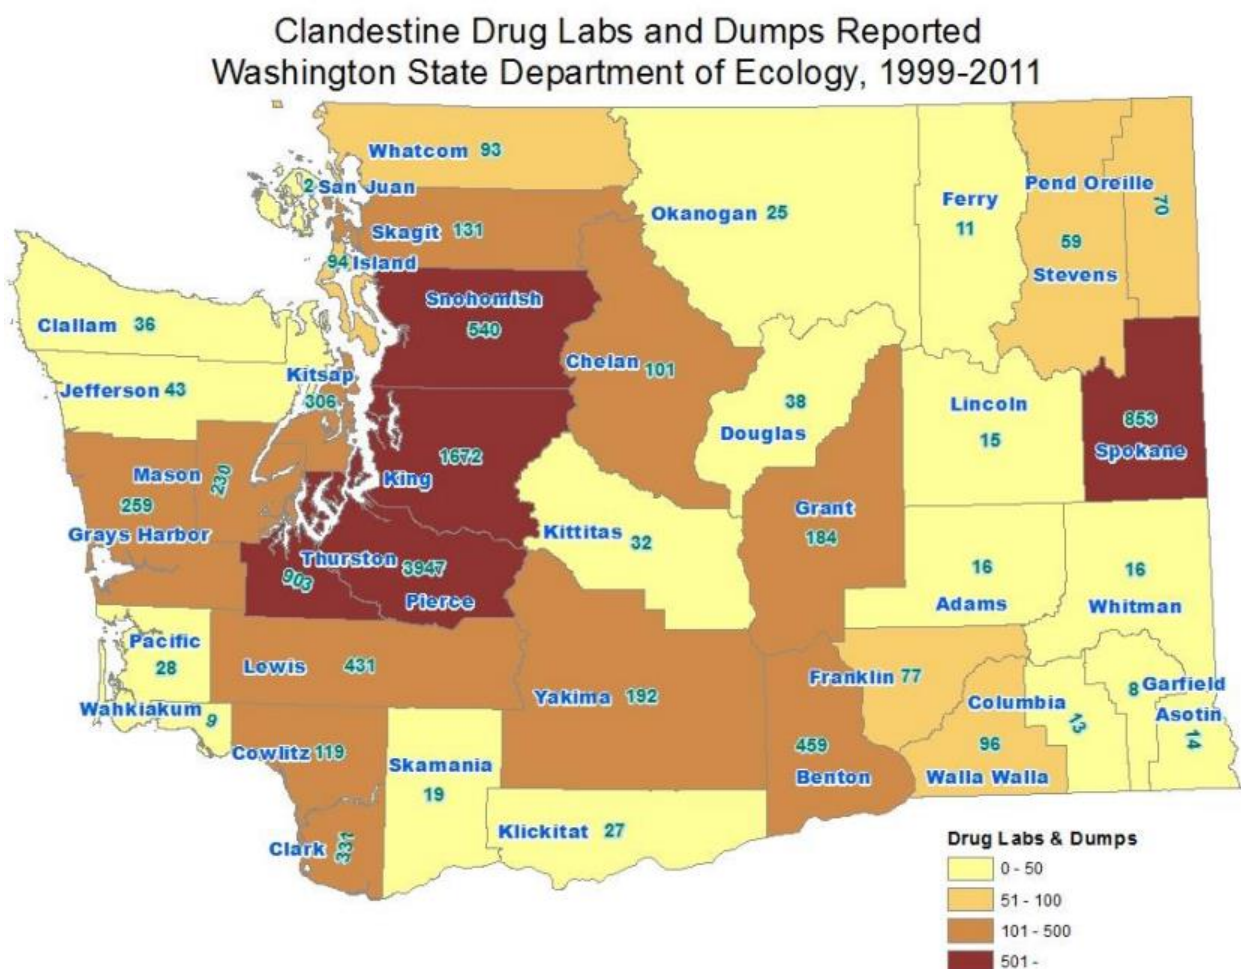 Clandestine Drug Labs and Dumps Reported
Washington State Department of Ecology, 1999-2011
Whatcom 93
2 San Juan
Skagit 131
94 Island
Snohomish
540
Okanogan 25
Ferry
11
Pend Oreille
70
59
Stevens
Clallam 36
Jefferson 43
Kitsap
306
Chelan 101
38
Douglas
Lincoln
15
853
Spokane
Mason 230
259
Grays Harbor
1672
King
Kittitas 32
Grant
184
Thurston 3947
903
Pierce
16
Adams
16
Whitman
Pacific
28
Lewis 431
Yakima 192
Franklin 77
Columbia
13
8 Garfield
Asotin
14
Wahkiakum 9
Cowlitz 119
Skamania
19
459
Benton
96
Walla Walla
Clark 331
Klickitat 27
Drug Labs & Dumps
0 - 50
51 - 100
101 - 500
501 -